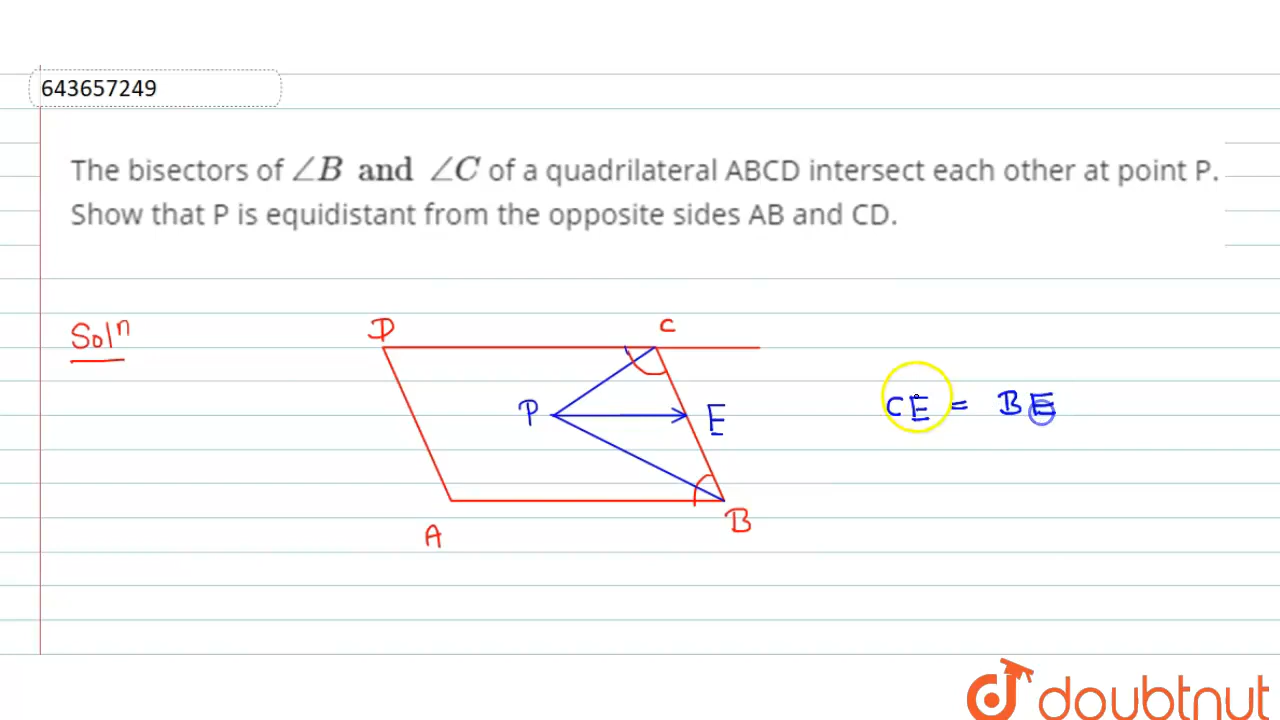 643657249
The bisectors of ∠B and ∠C of a quadrilateral ABCD intersect each other at point P.
Show that P is equidistant from the opposite sides AB and CD.
Solⁿ
D
C
P
E
CE = BE
B
A
doubtnut